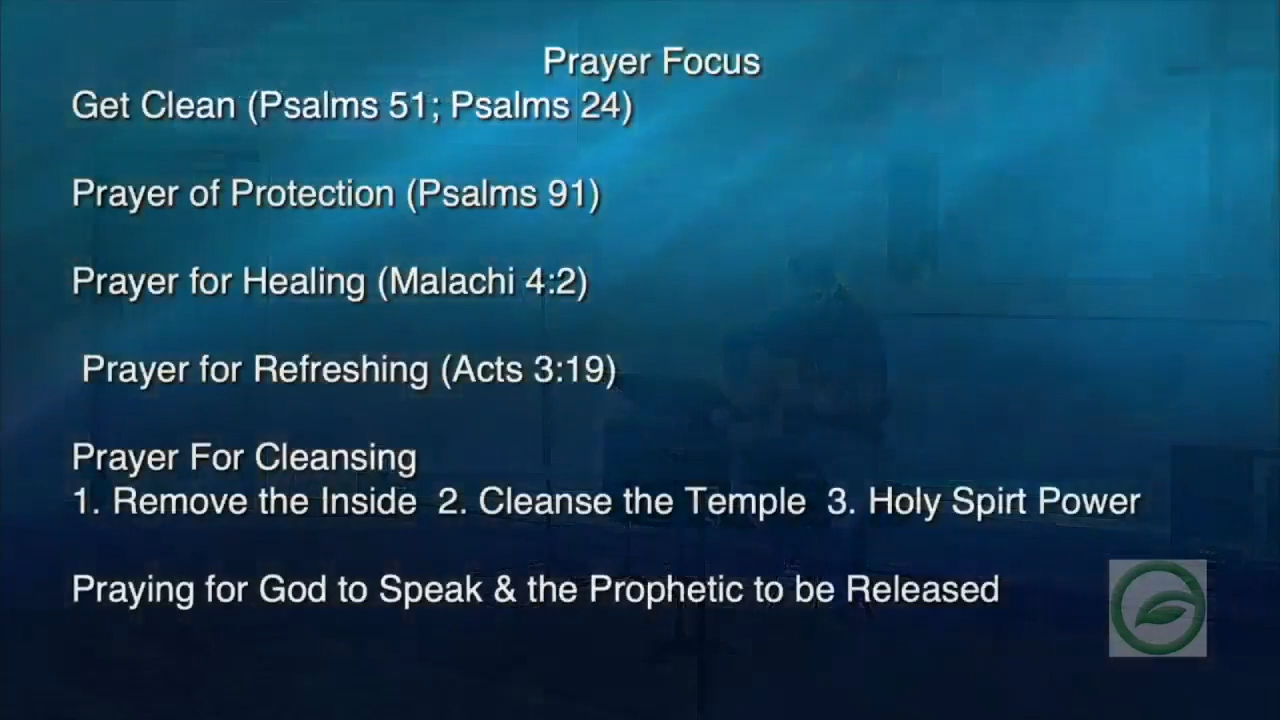 Prayer Focus
Get Clean (Psalms 51; Psalms 24)
Prayer of Protection (Psalms 91)
Prayer for Healing (Malachi 4:2)
Prayer for Refreshing (Acts 3:19)
Prayer For Cleansing
1. Remove the Inside 2. Cleanse the Temple 3. Holy Spirt Power
Praying for God to Speak & the Prophetic to be Released